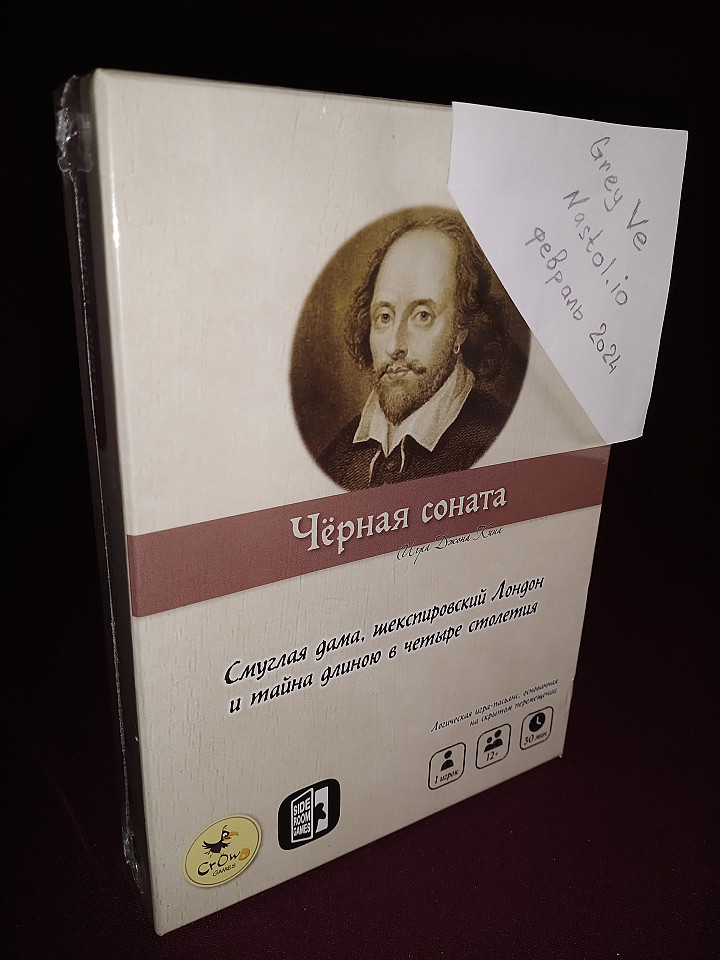 Grey Ve
Nastol.io
февраль 2024
Чёрная соната
Игра Джона Кина
Смуглая дама, шекспировский Лондон
и тайна длиною в четыре столетия
Логическая игра-пасьянс, основанная
на скрытом перемещении
1 игрок
12+
30 мин.
SIDE
ROOM
GAMES
CrOwD
GAMES